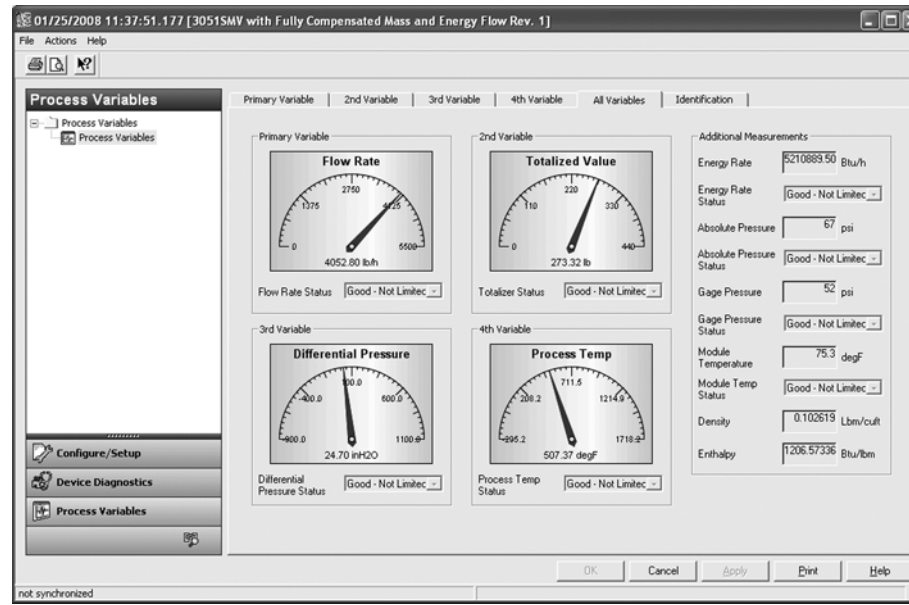 01/25/2008 11:37:51.177 [3051SMV with Fully Compensated Mass and Energy Flow Rev. 1]
File Actions Help
Process Variables
Process Variables
Process Variables
Configure/Setup
Device Diagnostics
Process Variables
Primary Variable 2nd Variable 3rd Variable 4th Variable All Variables Identification
Primary Variable
Flow Rate
0 1375 2750 4125 5500
4052.80 lb/h
Flow Rate Status Good - Not Limitec
2nd Variable
Totalized Value
0 110 220 330 440
273.32 lb
Totalizer Status Good - Not Limitec
3rd Variable
Differential Pressure
-900.0 -400.0 100.0 600.0 1100.0
24.70 inH2O
Differential
Pressure Status Good - Not Limitec
4th Variable
Process Temp
-295.2 208.2 711.5 1214.9 1718.2
507.37 degF
Process Temp
Status Good - Not Limitec
Additional Measurements
Energy Rate 5210889.50 Btu/h
Energy Rate
Status Good - Not Limitec
Absolute Pressure 67 psi
Absolute Pressure
Status Good - Not Limitec
Gage Pressure 52 psi
Gage Pressure
Status Good - Not Limitec
Module
Temperature 75.3 degF
Module Temp
Status Good - Not Limitec
Density 0.102619 Lbm/cuft
Enthalpy 1206.57336 Btu/lbm
OK Cancel Apply Print Help
not synchronized